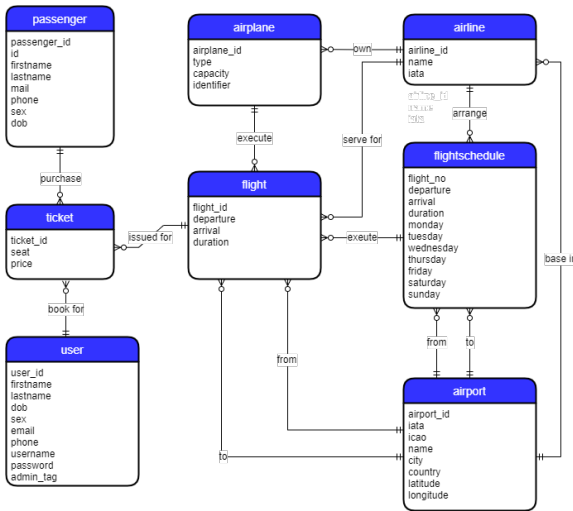 passenger
passenger_id
id
firstname
lastname
mail
phone
sex
dob
airplane
airplane_id
type
capacity
identifier
airline
airline_id
name
iata
own
arrange
serve for
execute
purchase
flightschedule
flight_no
departure
arrival
duration
monday
tuesday
wednesday
thursday
friday
saturday
sunday
flight
flight_id
departure
arrival
duration
ticket
ticket_id
seat
price
issued for
exeute
base in
book for
user
user_id
firstname
lastname
dob
sex
email
phone
username
password
admin_tag
from
to
from
to
airport
airport_id
iata
icao
name
city
country
latitude
longitude